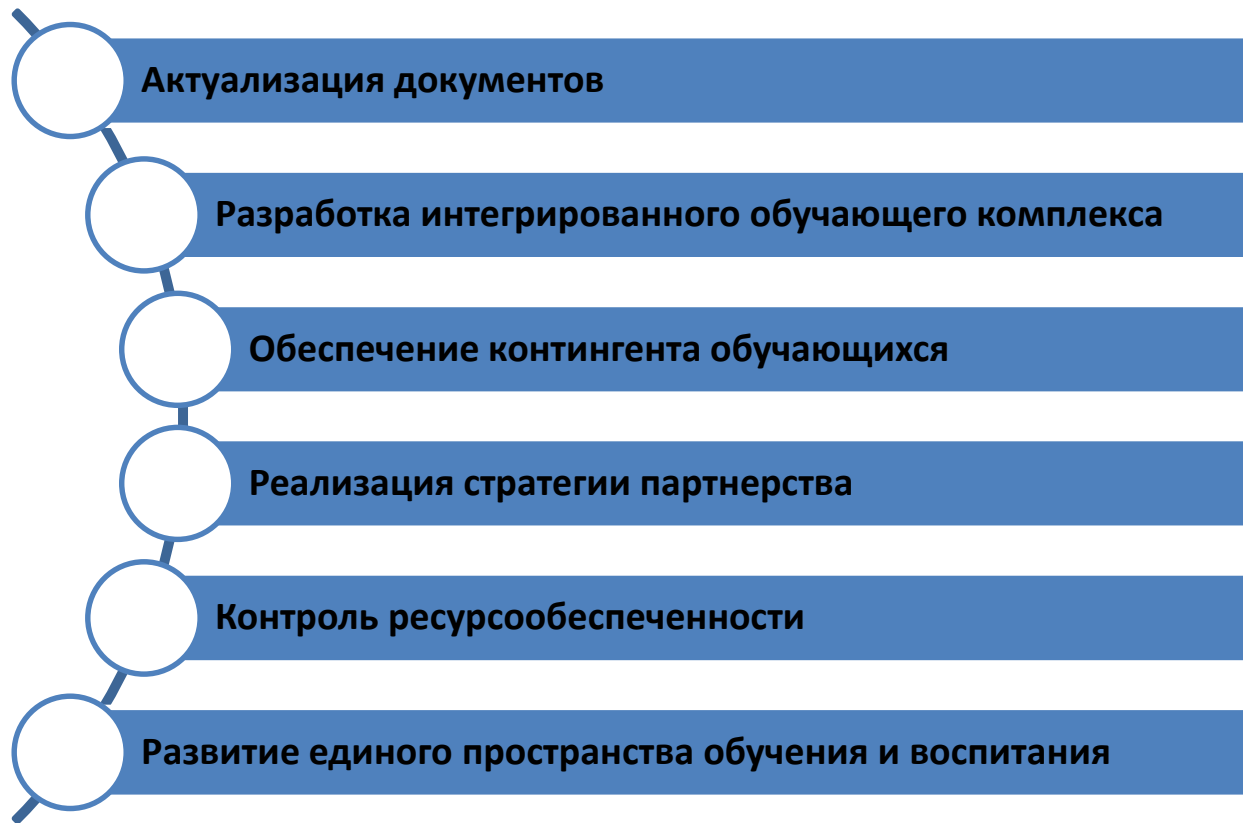 Актуализация документов
Разработка интегрированного обучающего комплекса
Обеспечение контингента обучающихся
Реализация стратегии партнерства
Контроль ресурсообеспеченности
Развитие единого пространства обучения и воспитания